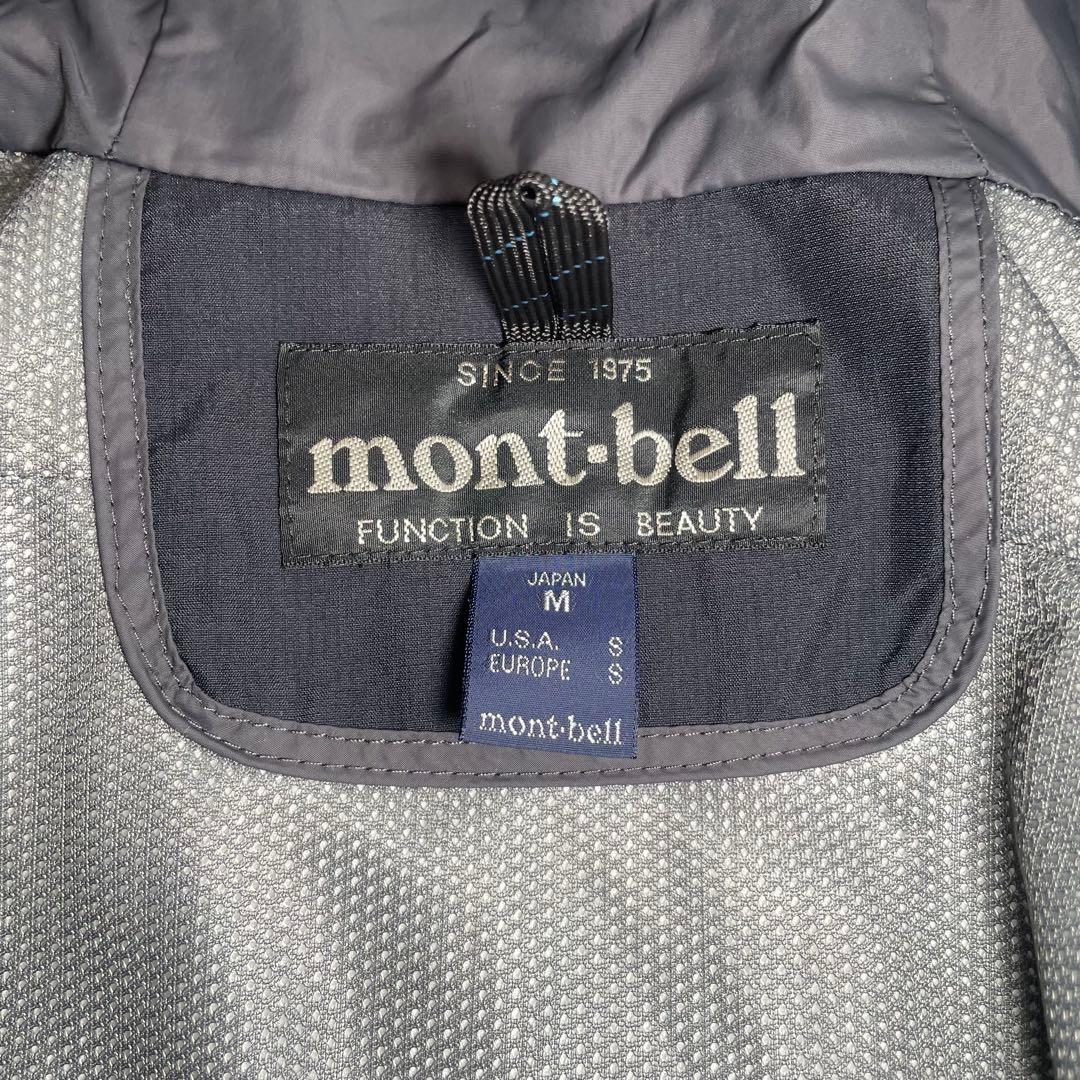 SINCE 1975
mont·bell
FUNCTION IS BEAUTY
JAPAN
M
U.S.A. S
EUROPE S
mont·bell